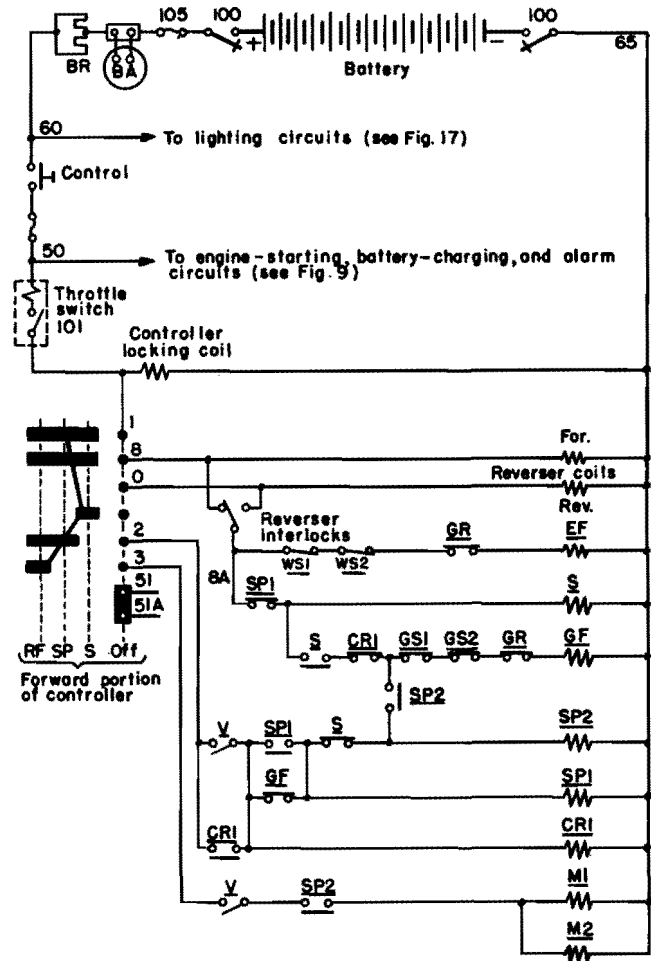 105 100 100
BR BA + − 65
Battery
60 To lighting circuits (see Fig. 17)
Control
50 To engine-starting, battery-charging, and alarm
circuits (see Fig. 9)
Throttle
switch
101
Controller
locking coil
1
8 For.
0 Reverser coils
Rev.
Reverser
interlocks
2 WS1 WS2 GR EF
3 8A SP1 S
51
51A
RF SP S Off
Forward portion
of controller
S CR1 GS1 GS2 GR GF
SP2
V SP1 S SP2
GF SP1
CR1 CR1
V SP2 M1
M2